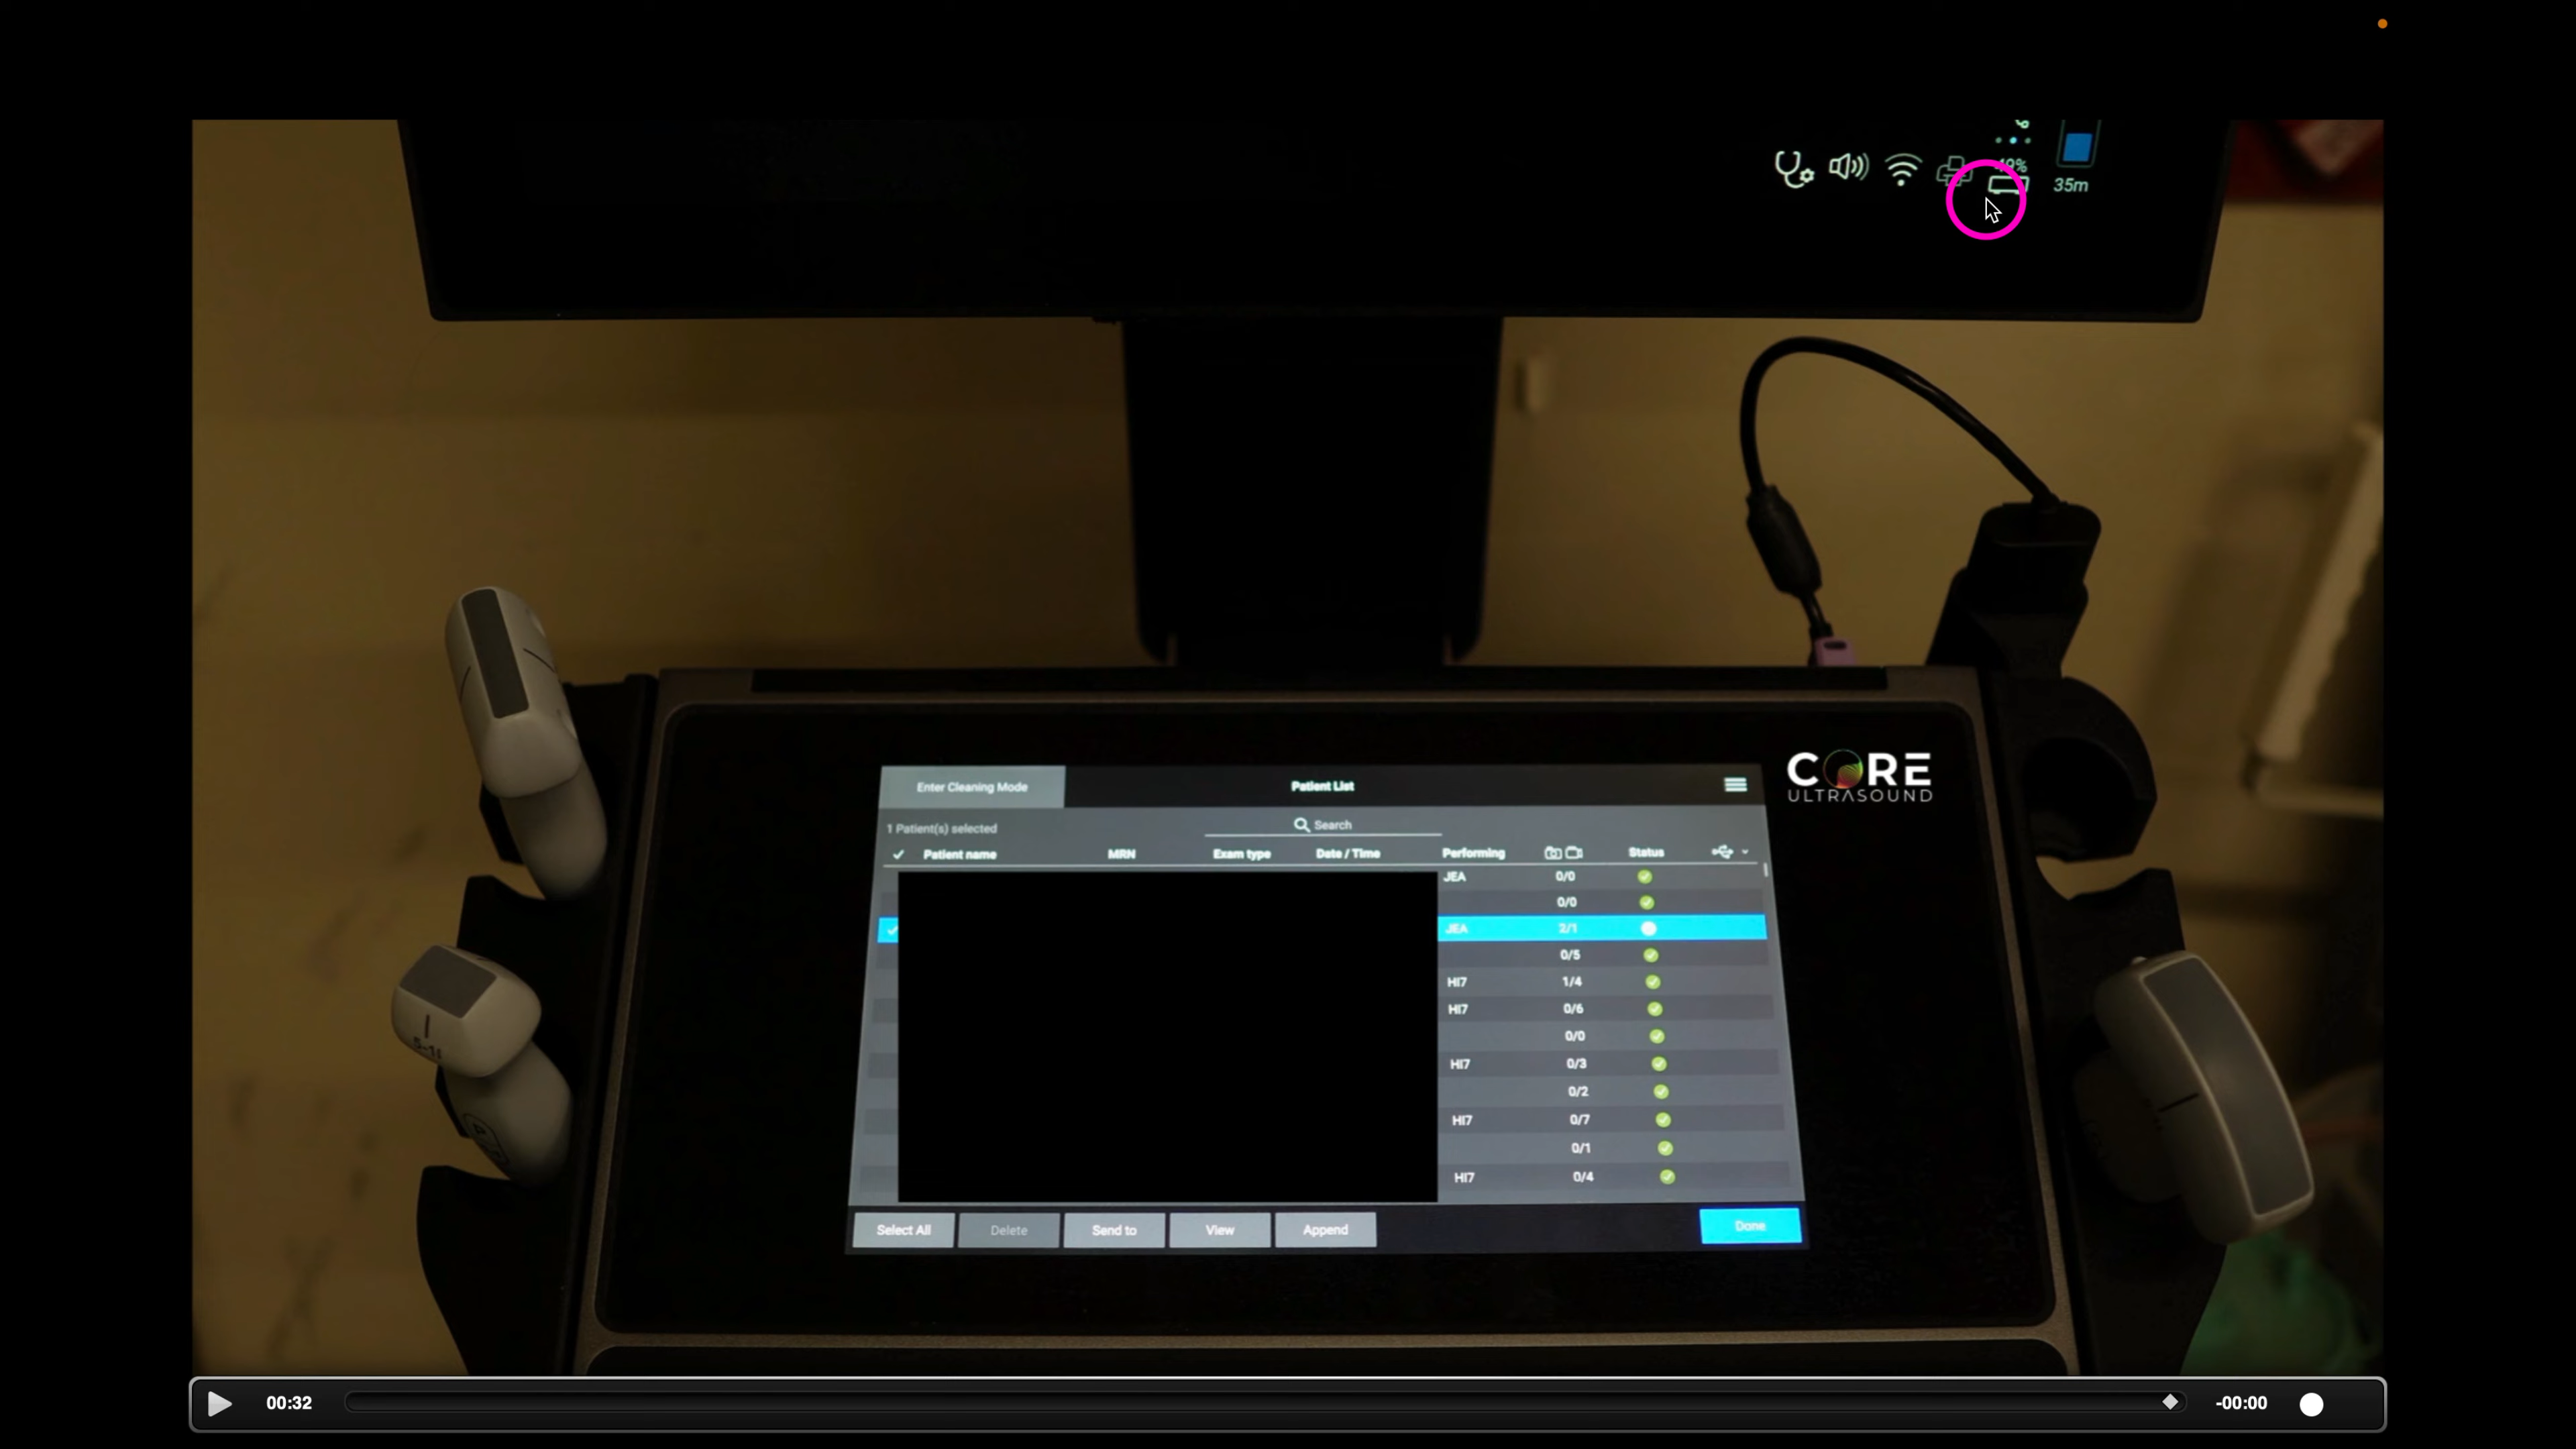 49%
35m
CORE
ULTRASOUND
Enter Cleaning Mode
Patient List
1 Patient(s) selected
Search
Patient name MRN Exam type Date / Time Performing Status
JEA 0/0
0/0
JEA 2/1
0/5
HI7 1/4
HI7 0/6
0/0
HI7 0/3
0/2
HI7 0/7
0/1
HI7 0/4
5-1
P
Select All Delete Send to View Append Done
00:32 -00:00